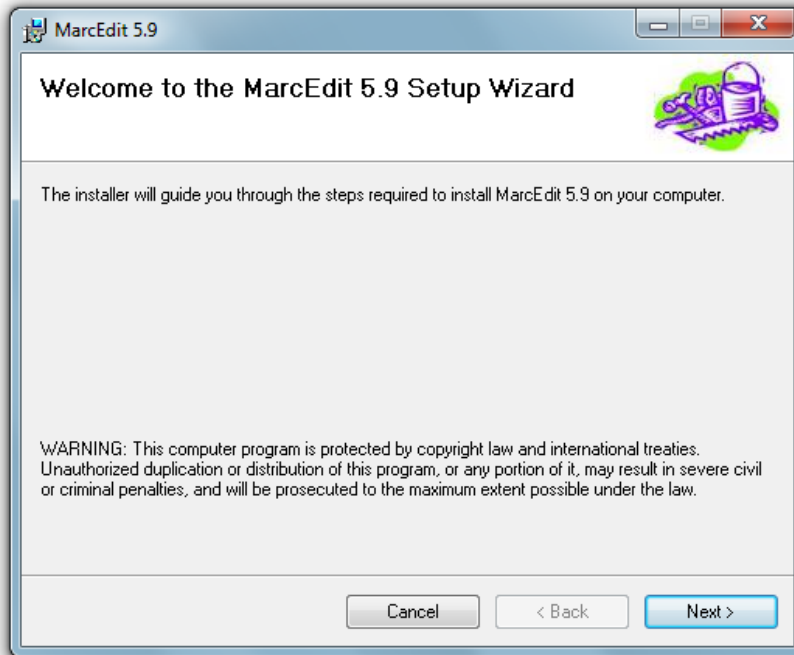 MarcEdit 5.9
Welcome to the MarcEdit 5.9 Setup Wizard
The installer will guide you through the steps required to install MarcEdit 5.9 on your computer.
WARNING: This computer program is protected by copyright law and international treaties.
Unauthorized duplication or distribution of this program, or any portion of it, may result in severe civil
or criminal penalties, and will be prosecuted to the maximum extent possible under the law.
Cancel < Back Next >